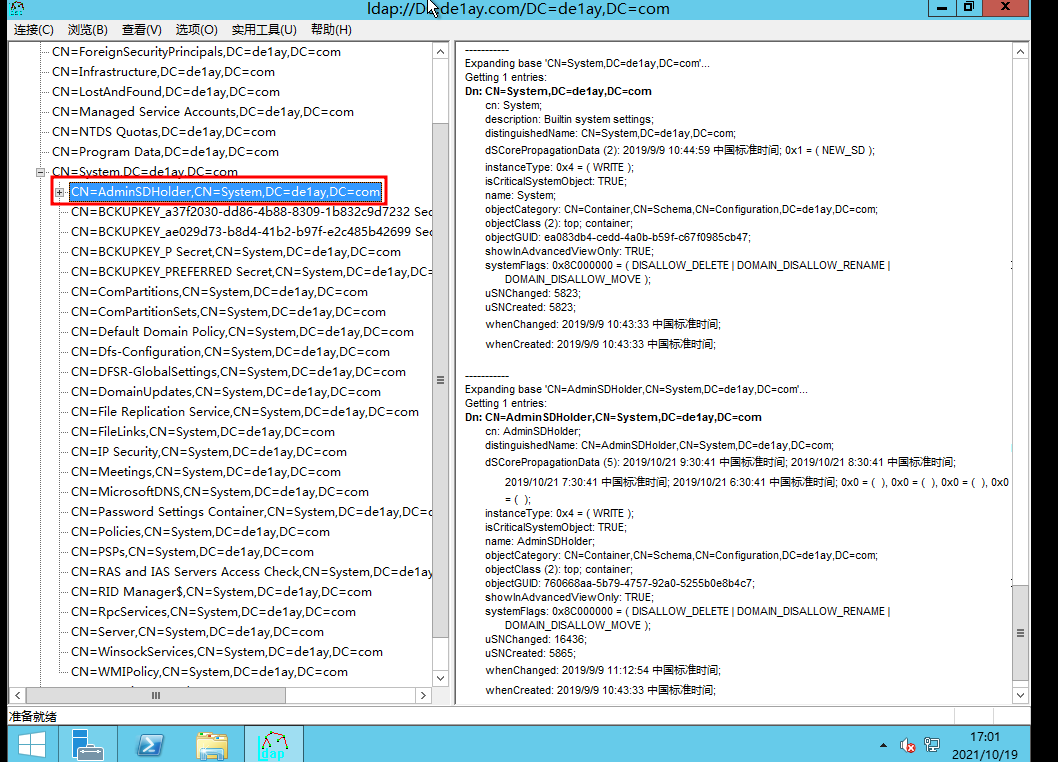 ldap://DC.de1ay.com/DC=de1ay,DC=com
连接(C) 浏览(B) 查看(V) 选项(O) 实用工具(U) 帮助(H)
CN=ForeignSecurityPrincipals,DC=de1ay,DC=com
CN=Infrastructure,DC=de1ay,DC=com
CN=LostAndFound,DC=de1ay,DC=com
CN=Managed Service Accounts,DC=de1ay,DC=com
CN=NTDS Quotas,DC=de1ay,DC=com
CN=Program Data,DC=de1ay,DC=com
CN=System,DC=de1ay,DC=com
CN=AdminSDHolder,CN=System,DC=de1ay,DC=com
CN=BCKUPKEY_a37f2030-dd86-4b88-8309-1b832c9d7232 Sec
CN=BCKUPKEY_ae029d73-b8d4-41b2-b97f-e2c485b42699 Sec
CN=BCKUPKEY_P Secret,CN=System,DC=de1ay,DC=com
CN=BCKUPKEY_PREFERRED Secret,CN=System,DC=de1ay,DC=
CN=ComPartitions,CN=System,DC=de1ay,DC=com
CN=ComPartitionSets,CN=System,DC=de1ay,DC=com
CN=Default Domain Policy,CN=System,DC=de1ay,DC=com
CN=Dfs-Configuration,CN=System,DC=de1ay,DC=com
CN=DFSR-GlobalSettings,CN=System,DC=de1ay,DC=com
CN=DomainUpdates,CN=System,DC=de1ay,DC=com
CN=File Replication Service,CN=System,DC=de1ay,DC=com
CN=FileLinks,CN=System,DC=de1ay,DC=com
CN=IP Security,CN=System,DC=de1ay,DC=com
CN=Meetings,CN=System,DC=de1ay,DC=com
CN=MicrosoftDNS,CN=System,DC=de1ay,DC=com
CN=Password Settings Container,CN=System,DC=de1ay,DC=c
CN=Policies,CN=System,DC=de1ay,DC=com
CN=PSPs,CN=System,DC=de1ay,DC=com
CN=RAS and IAS Servers Access Check,CN=System,DC=de1ay
CN=RID Manager$,CN=System,DC=de1ay,DC=com
CN=RpcServices,CN=System,DC=de1ay,DC=com
CN=Server,CN=System,DC=de1ay,DC=com
CN=WinsockServices,CN=System,DC=de1ay,DC=com
CN=WMIPolicy,CN=System,DC=de1ay,DC=com
-----------
Expanding base 'CN=System,DC=de1ay,DC=com'...
Getting 1 entries:
Dn: CN=System,DC=de1ay,DC=com
cn: System;
description: Builtin system settings;
distinguishedName: CN=System,DC=de1ay,DC=com;
dSCorePropagationData (2): 2019/9/9 10:44:59 中国标准时间; 0x1 = ( NEW_SD );
instanceType: 0x4 = ( WRITE );
isCriticalSystemObject: TRUE;
name: System;
objectCategory: CN=Container,CN=Schema,CN=Configuration,DC=de1ay,DC=com;
objectClass (2): top; container;
objectGUID: ea083db4-cedd-4a0b-b59f-c67f0985cb47;
showInAdvancedViewOnly: TRUE;
systemFlags: 0x8C000000 = ( DISALLOW_DELETE | DOMAIN_DISALLOW_RENAME |
DOMAIN_DISALLOW_MOVE );
uSNChanged: 5823;
uSNCreated: 5823;
whenChanged: 2019/9/9 10:43:33 中国标准时间;
whenCreated: 2019/9/9 10:43:33 中国标准时间;
-----------
Expanding base 'CN=AdminSDHolder,CN=System,DC=de1ay,DC=com'...
Getting 1 entries:
Dn: CN=AdminSDHolder,CN=System,DC=de1ay,DC=com
cn: AdminSDHolder;
distinguishedName: CN=AdminSDHolder,CN=System,DC=de1ay,DC=com;
dSCorePropagationData (5): 2019/10/21 9:30:41 中国标准时间; 2019/10/21 8:30:41 中国标准时间;
2019/10/21 7:30:41 中国标准时间; 2019/10/21 6:30:41 中国标准时间; 0x0 = ( ), 0x0 = ( ), 0x0 = ( ), 0x0
= ( );
instanceType: 0x4 = ( WRITE );
isCriticalSystemObject: TRUE;
name: AdminSDHolder;
objectCategory: CN=Container,CN=Schema,CN=Configuration,DC=de1ay,DC=com;
objectClass (2): top; container;
objectGUID: 760668aa-5b79-4757-92a0-5255b0e8b4c7;
showInAdvancedViewOnly: TRUE;
systemFlags: 0x8C000000 = ( DISALLOW_DELETE | DOMAIN_DISALLOW_RENAME |
DOMAIN_DISALLOW_MOVE );
uSNChanged: 16436;
uSNCreated: 5865;
whenChanged: 2019/9/9 11:12:54 中国标准时间;
whenCreated: 2019/9/9 10:43:33 中国标准时间;
准备就绪
ldap
17:01
2021/10/19